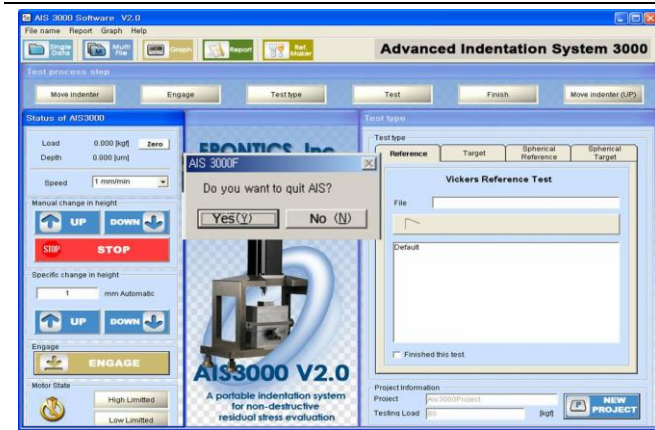 AIS 3000 Software V2.0
File name Report Graph Help
Single Data Multi File Graph Report Ref. Maker Advanced Indentation System 3000
Test process step
Move indenter Engage Test type Test Finish Move indenter (UP)
Status of AIS3000
Load 0.000 [kgf] Zero
Depth 0.000 [um]
Speed 1 mm/min
Manual change in height
UP DOWN
STOP STOP
Specific change in height
1 mm Automatic
UP DOWN
Engage
ENGAGE
Motor State
High Limitted
Low Limitted
FRONTICS, Inc
AIS 3000F
Do you want to quit AIS?
Yes(Y) No (N)
AIS3000 V2.0
A portable indentation system
for non-destructive
residual stress evaluation
Test type
Test type
Reference Target Spherical Reference Spherical Target
Vickers Reference Test
File
Default
Finished this test.
Project Information
Project Ais3000Project
Testing Load 80 [kgf]
P NEW PROJECT